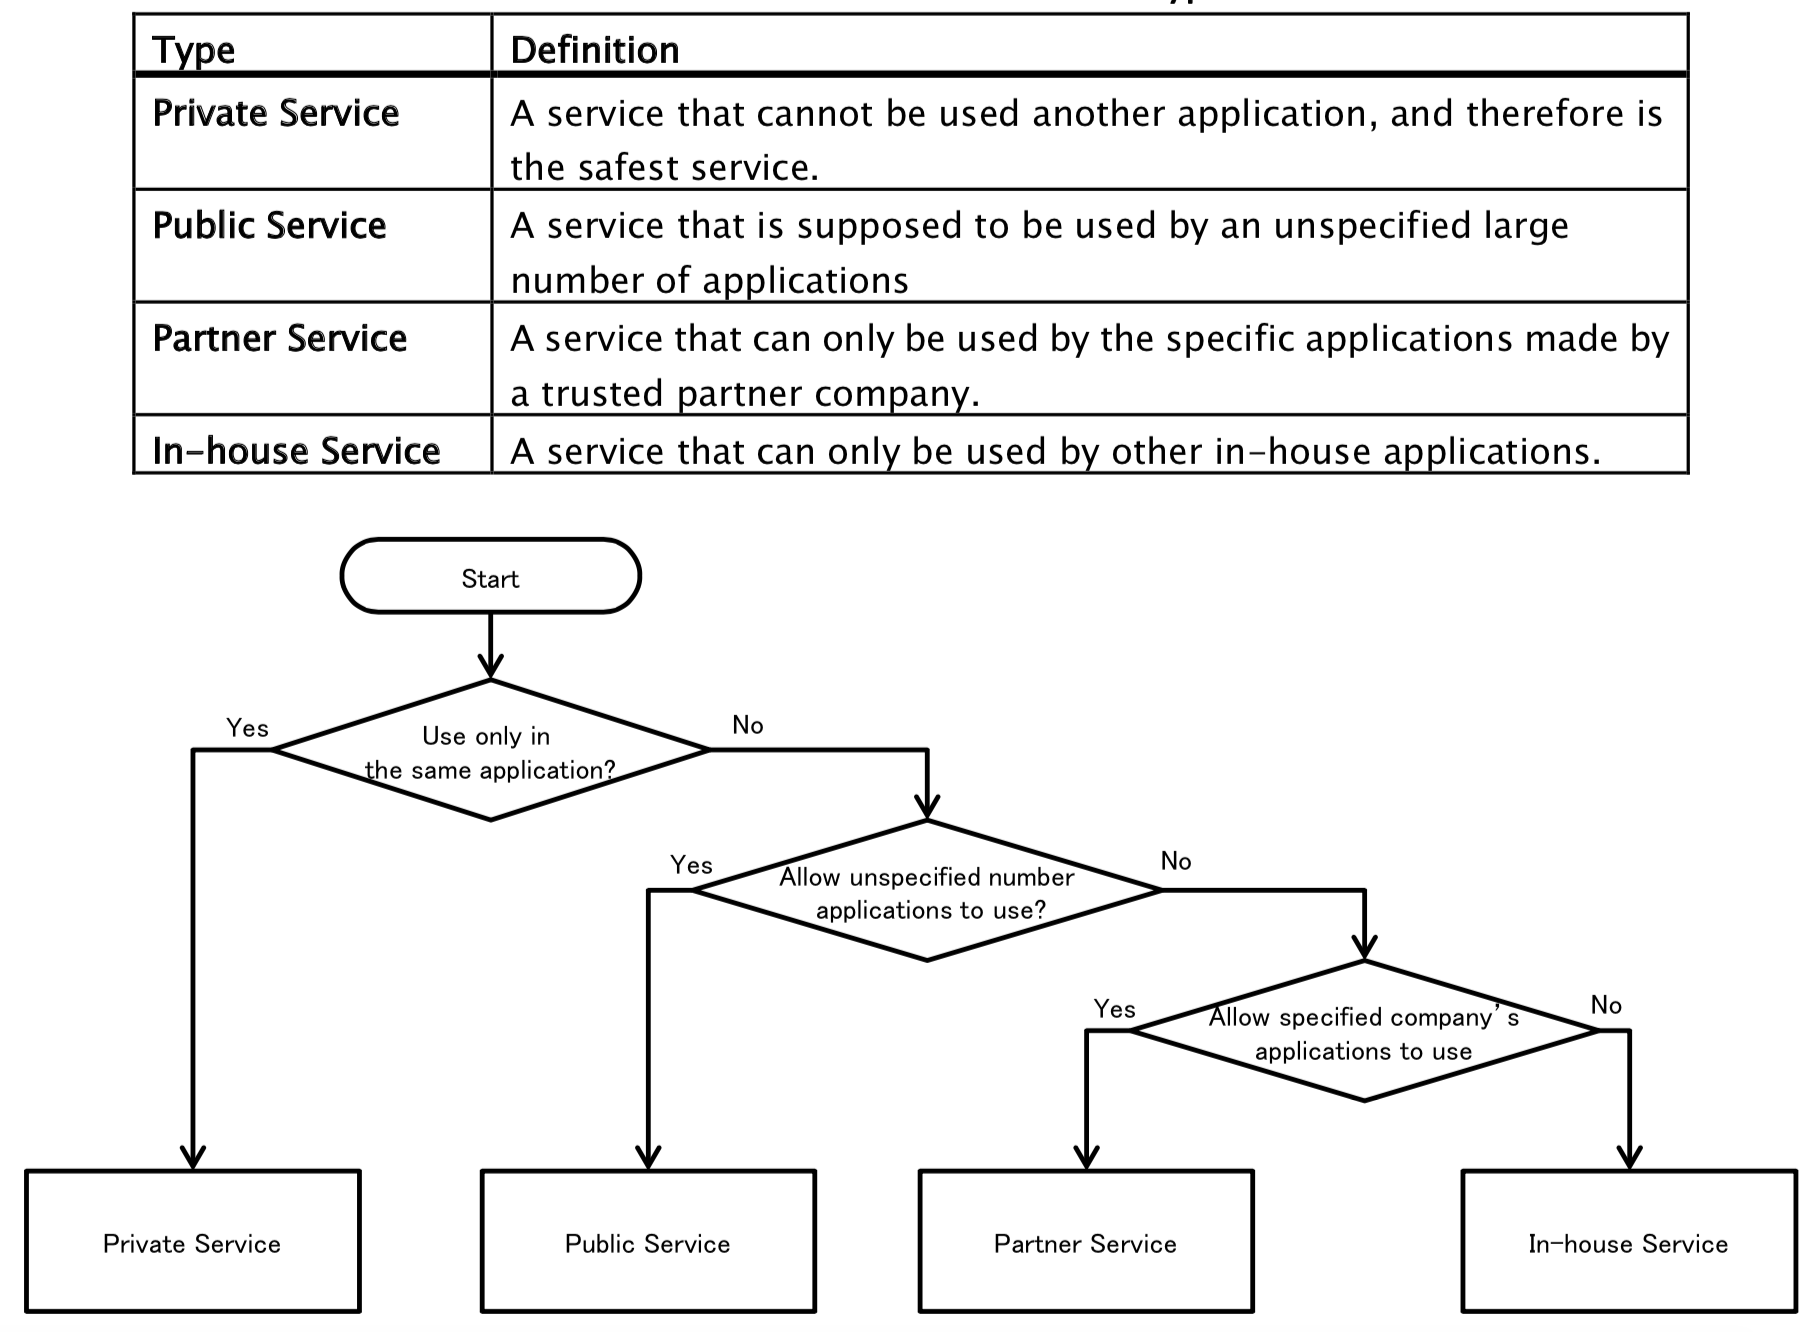 Type
Definition
Private Service
A service that cannot be used another application, and therefore is
the safest service.
Public Service
A service that is supposed to be used by an unspecified large
number of applications
Partner Service
A service that can only be used by the specific applications made by
a trusted partner company.
In-house Service
A service that can only be used by other in-house applications.
Start
Yes
Use only in
the same application?
No
Yes
Allow unspecified number
applications to use?
No
Yes
Allow specified company's
applications to use
No
Private Service
Public Service
Partner Service
In-house Service